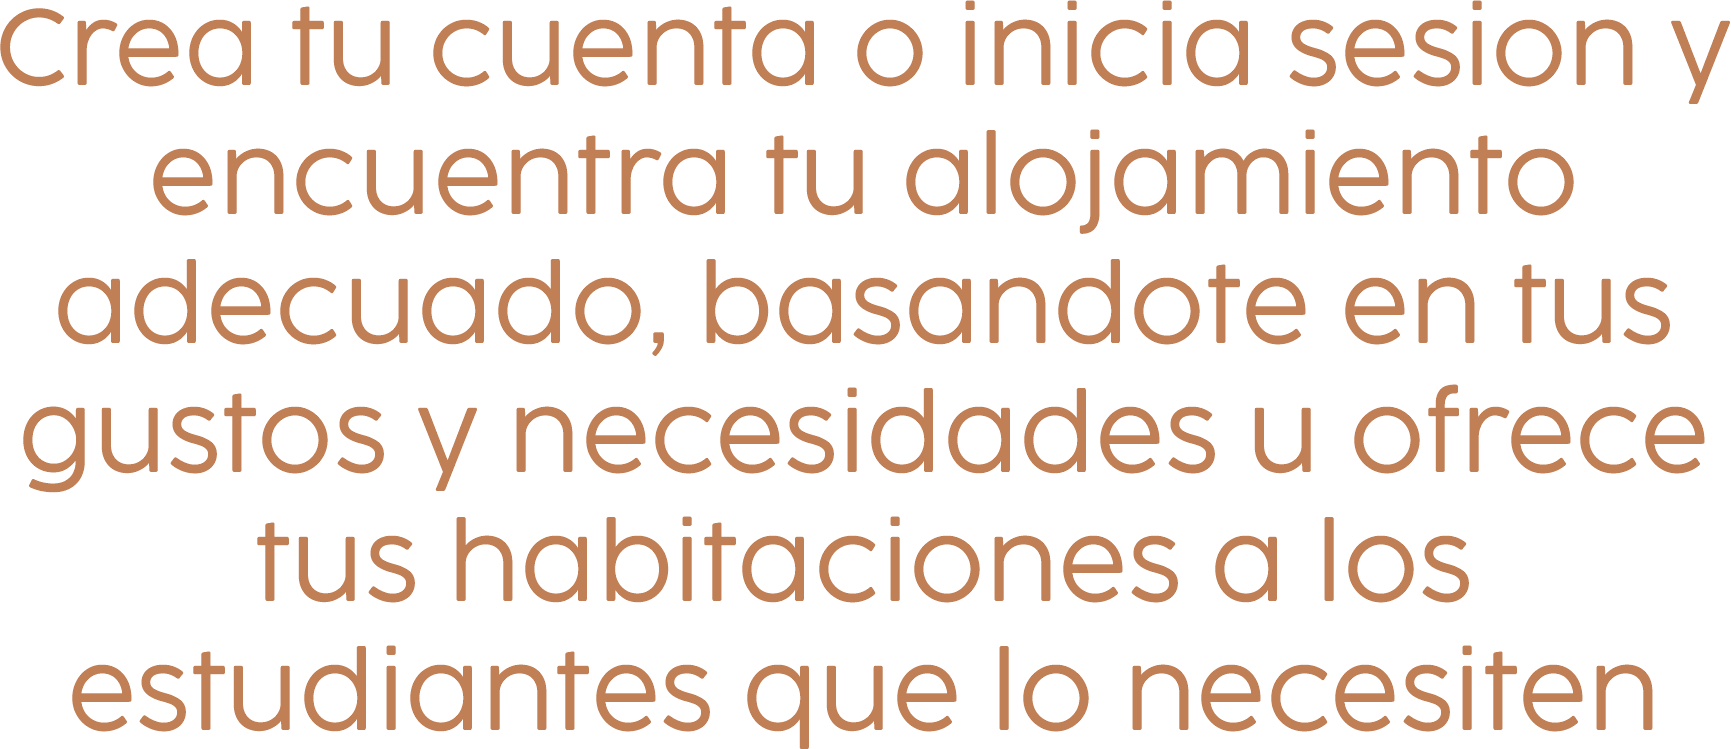 Crea tu cuenta o inicia sesion y
encuentra tu alojamiento
adecuado, basandote en tus
gustos y necesidades u ofrece
tus habitaciones a los
estudiantes que lo necesiten